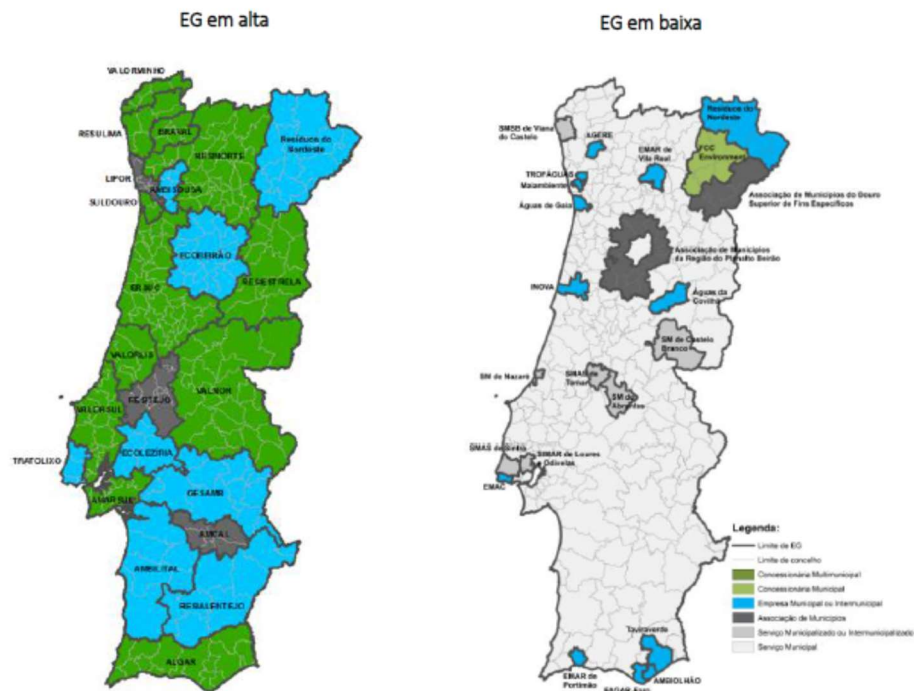 EG em alta
VALORMINHO
RESULIMA
BRAVAL
RESINORTE
Resíduos do
Nordeste
LIPOR
AMBISOUSA
SULDOURO
ECOBEIRÃO
ERSUC
RESIESTRELA
VALORLIS
VALNOR
RESITEJO
VALORSUL
TRATOLIXO
ECOLEZIRIA
GESAMB
AMARSUL
AMCAL
AMBILITAL
RESIALENTEJO
ALGAR
EG em baixa
SMSB de Viana
do Castelo
AGERE
EMAR de
Vila Real
Resíduos do
Nordeste
FCC
Environment
TROFÁGUAS
Maiambiente
Águas de Gaia
Associação de Municípios do Douro
Superior de Fins Específicos
Associação de Municípios
da Região do Planalto Beirão
INOVA
Águas da
Covilhã
SM de Castelo
Branco
SM de Nazaré
SMAS de
Tomar
SM de
Abrantes
SMAS de Sintra
SIMAR de Loures
e Odivelas
EMAC
Taviraverde
EMAR de
Portimão
FAGAR-Faro
AMBIOLHÃO
Legenda:
Limite de EG
Limite de concelho
Concessionária Multimunicipal
Concessionária Municipal
Empresa Municipal ou Intermunicipal
Associação de Municípios
Serviço Municipalizado ou Intermunicipalizado
Serviço Municipal